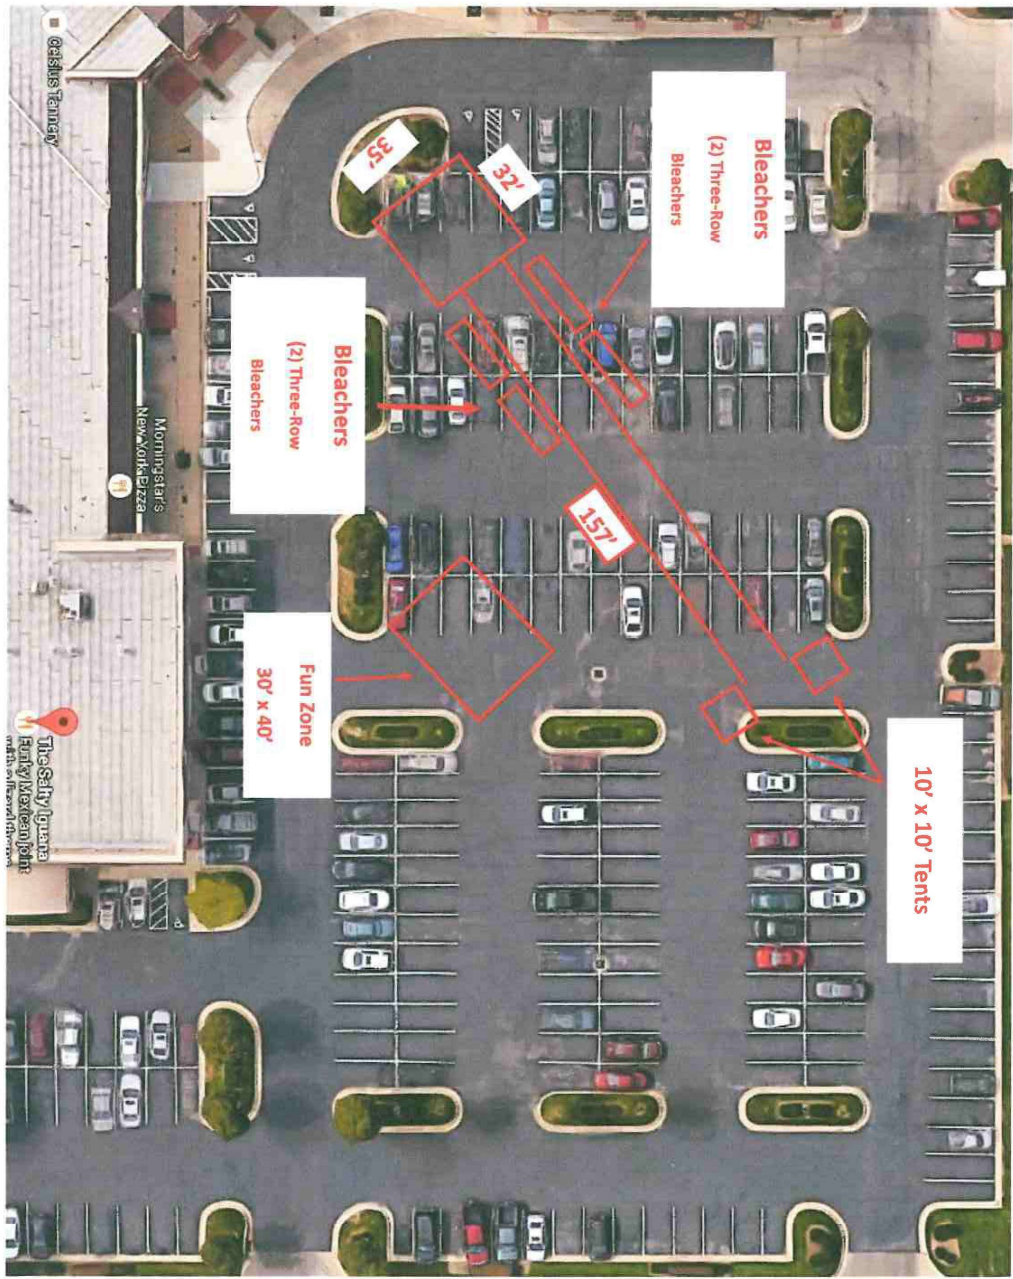 10' x 10' Tents
Bleachers
(2) Three-Row
Bleachers
32'
35'
157'
Bleachers
(2) Three-Row
Bleachers
Fun Zone
30' x 40'
Morningstar's
New York Pizza
Celsius Tannery
The Salty Iguana
Funky Mexican joint